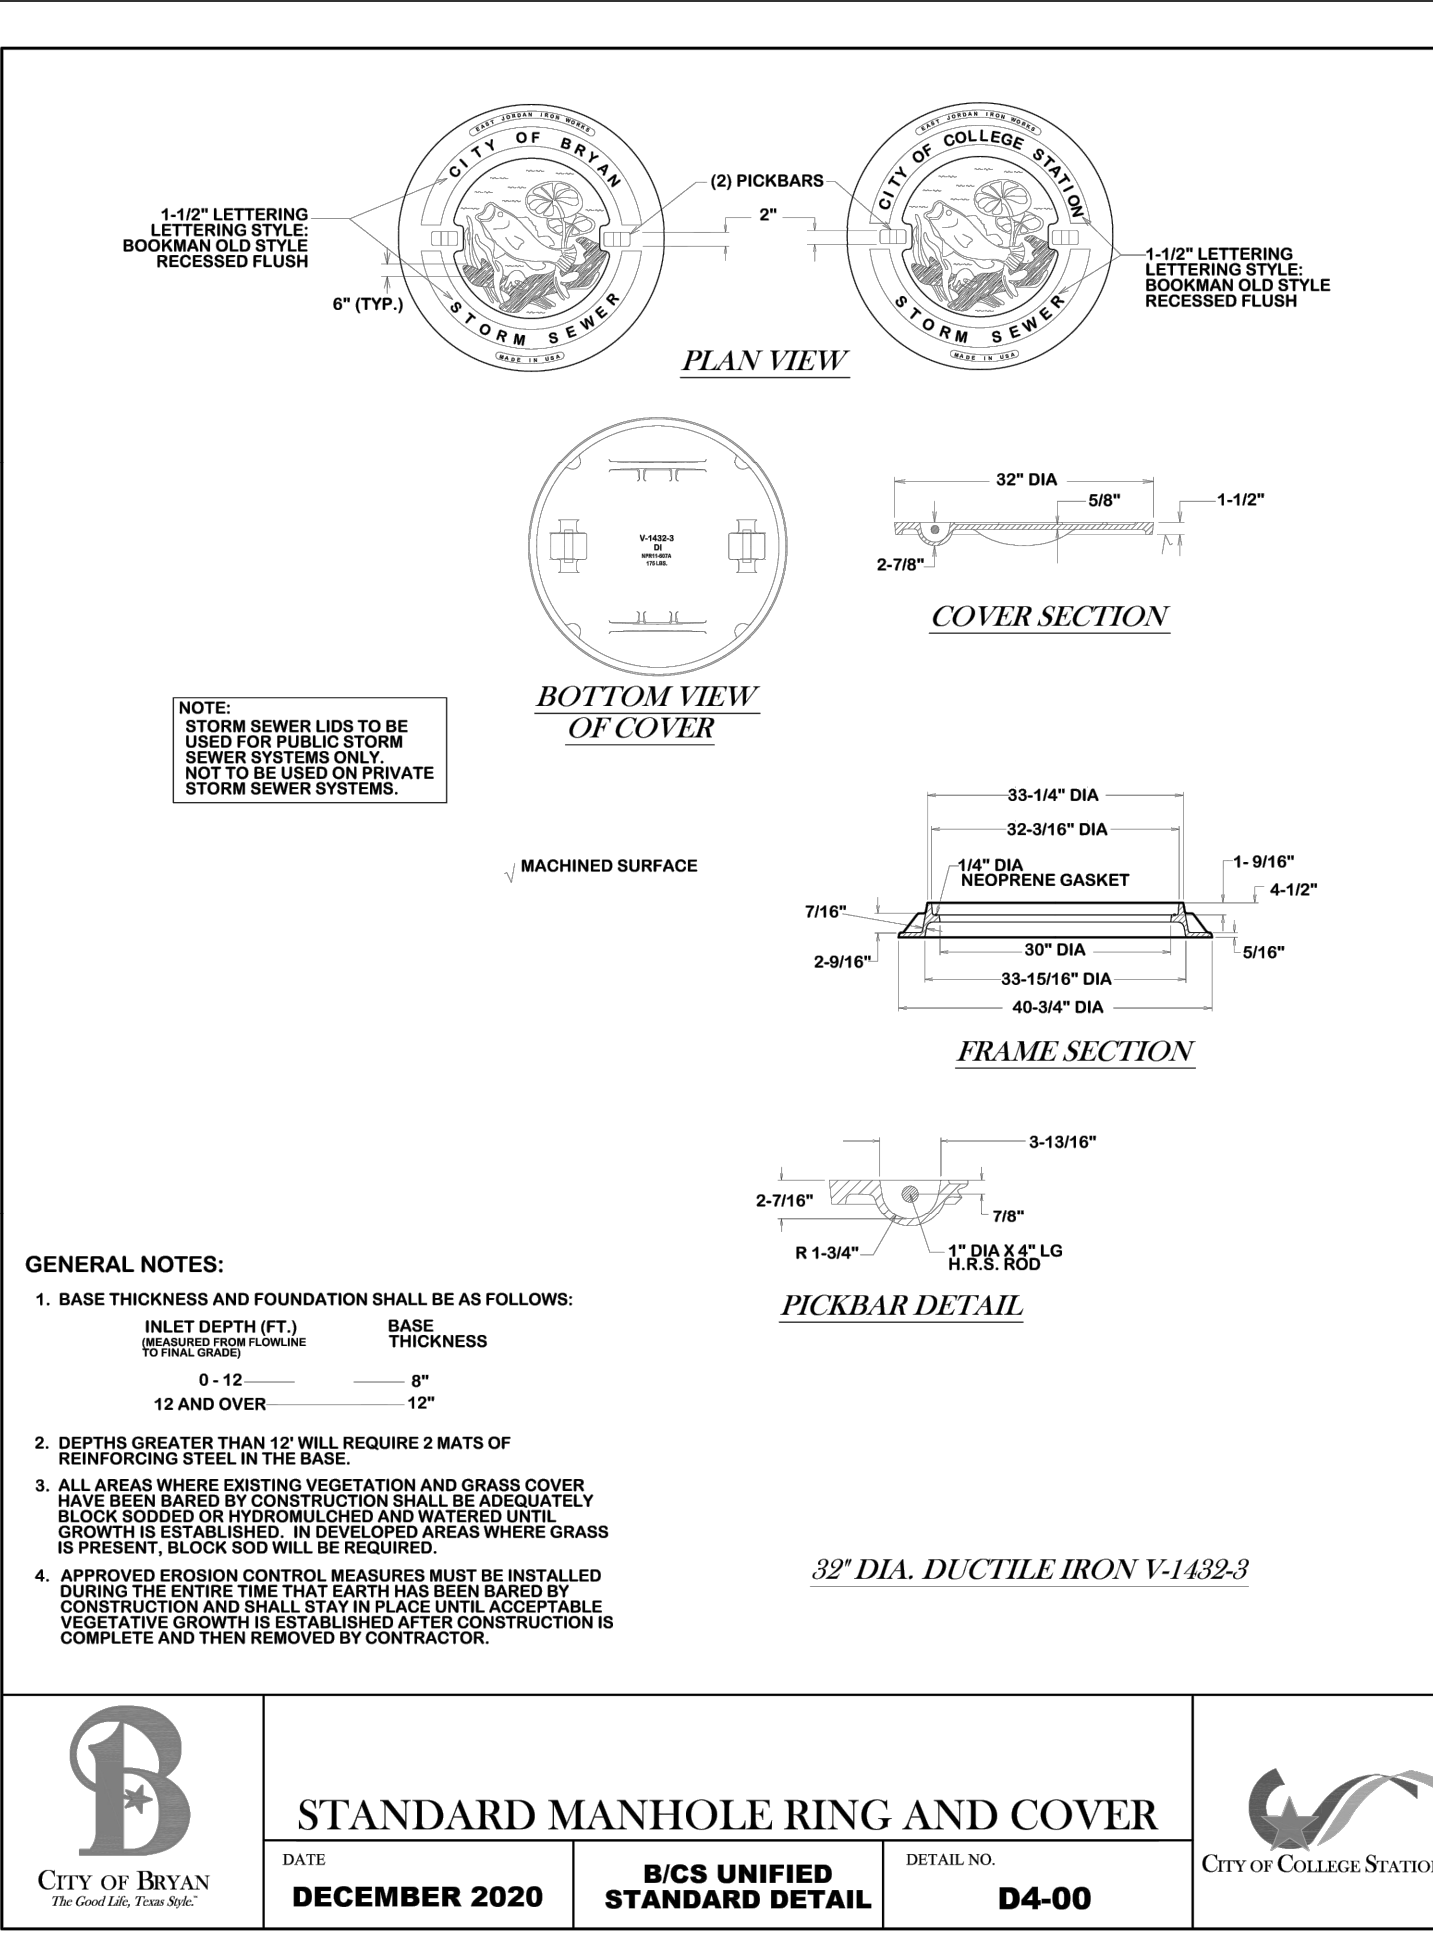 EAST JORDAN IRON WORKS
CITY OF BRYAN
STORM SEWER
MADE IN USA
EAST JORDAN IRON WORKS
CITY OF COLLEGE STATION
STORM SEWER
MADE IN USA
(2) PICKBARS
2"
1-1/2" LETTERING
LETTERING STYLE:
BOOKMAN OLD STYLE
RECESSED FLUSH
6" (TYP.)
1-1/2" LETTERING
LETTERING STYLE:
BOOKMAN OLD STYLE
RECESSED FLUSH
PLAN VIEW
V-1432-3
DI
NPR11-607A
175 LBS.
BOTTOM VIEW
OF COVER
32" DIA
5/8"
1-1/2"
2-7/8"
COVER SECTION
NOTE:
STORM SEWER LIDS TO BE
USED FOR PUBLIC STORM
SEWER SYSTEMS ONLY.
NOT TO BE USED ON PRIVATE
STORM SEWER SYSTEMS.
√ MACHINED SURFACE
33-1/4" DIA
32-3/16" DIA
1/4" DIA
NEOPRENE GASKET
1- 9/16"
4-1/2"
7/16"
2-9/16"
30" DIA
5/16"
33-15/16" DIA
40-3/4" DIA
FRAME SECTION
3-13/16"
2-7/16"
7/8"
R 1-3/4"
1" DIA X 4" LG
H.R.S. ROD
PICKBAR DETAIL
GENERAL NOTES:
1. BASE THICKNESS AND FOUNDATION SHALL BE AS FOLLOWS:
INLET DEPTH (FT.) BASE
(MEASURED FROM FLOWLINE THICKNESS
TO FINAL GRADE)
0 - 12 8"
12 AND OVER 12"
2. DEPTHS GREATER THAN 12' WILL REQUIRE 2 MATS OF
REINFORCING STEEL IN THE BASE.
3. ALL AREAS WHERE EXISTING VEGETATION AND GRASS COVER
HAVE BEEN BARED BY CONSTRUCTION SHALL BE ADEQUATELY
BLOCK SODDED OR HYDROMULCHED AND WATERED UNTIL
GROWTH IS ESTABLISHED. IN DEVELOPED AREAS WHERE GRASS
IS PRESENT, BLOCK SOD WILL BE REQUIRED.
4. APPROVED EROSION CONTROL MEASURES MUST BE INSTALLED
DURING THE ENTIRE TIME THAT EARTH HAS BEEN BARED BY
CONSTRUCTION AND SHALL STAY IN PLACE UNTIL ACCEPTABLE
VEGETATIVE GROWTH IS ESTABLISHED AFTER CONSTRUCTION IS
COMPLETE AND THEN REMOVED BY CONTRACTOR.
32" DIA. DUCTILE IRON V-1432-3
B
CITY OF BRYAN
The Good Life, Texas Style.™
STANDARD MANHOLE RING AND COVER
DATE
DECEMBER 2020
B/CS UNIFIED
STANDARD DETAIL
DETAIL NO.
D4-00
CITY OF COLLEGE STATIO